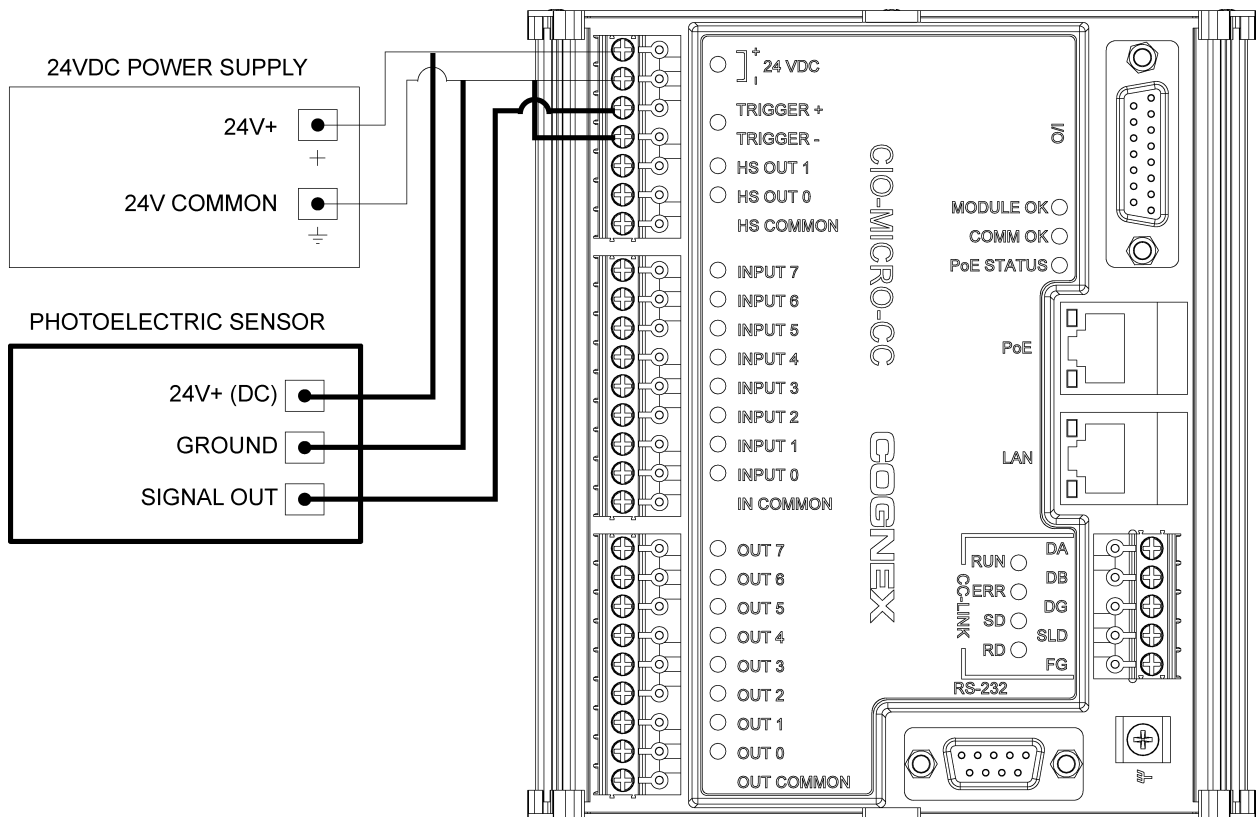 24VDC POWER SUPPLY
24V+
+
24V COMMON
PHOTOELECTRIC SENSOR
24V+ (DC)
GROUND
SIGNAL OUT
+
24 VDC
-
TRIGGER +
TRIGGER -
HS OUT 1
HS OUT 0
HS COMMON
INPUT 7
INPUT 6
INPUT 5
INPUT 4
INPUT 3
INPUT 2
INPUT 1
INPUT 0
IN COMMON
OUT 7
OUT 6
OUT 5
OUT 4
OUT 3
OUT 2
OUT 1
OUT 0
OUT COMMON
CIO-MICRO-CC
COGNEX
I/O
MODULE OK
COMM OK
PoE STATUS
PoE
LAN
CC-LINK
RUN
ERR
SD
RD
DA
DB
DG
SLD
FG
RS-232